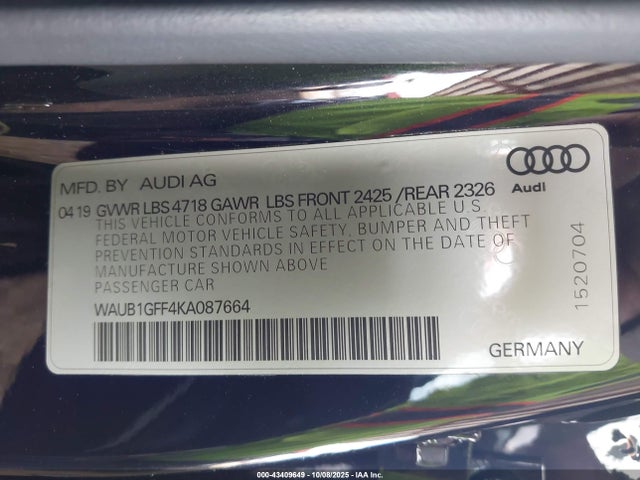 MFD. BY AUDI AG
04 19 GVWR LBS 4718 GAWR LBS FRONT 2425 / REAR 2326
THIS VEHICLE CONFORMS TO ALL APPLICABLE U.S.
FEDERAL MOTOR VEHICLE SAFETY, BUMPER AND THEFT
PREVENTION STANDARDS IN EFFECT ON THE DATE OF
MANUFACTURE SHOWN ABOVE
PASSENGER CAR
WAUB1GFF4KA087664
Audi
1520704
GERMANY
000-43409649 - 10/08/2025 - IAA Inc.